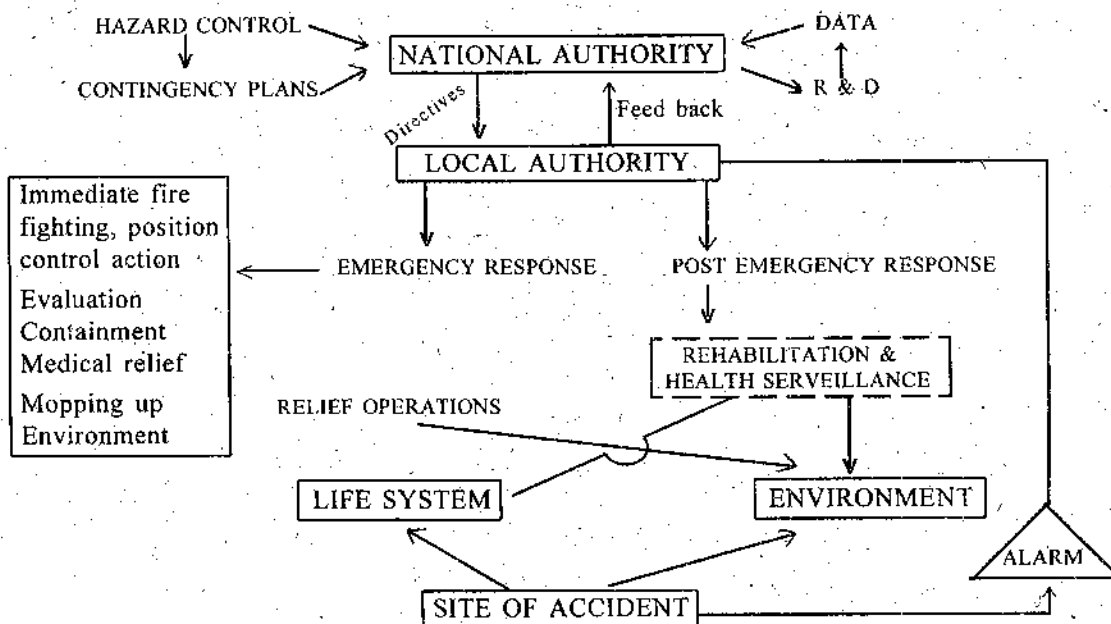 HAZARD CONTROL
DATA
NATIONAL AUTHORITY
CONTINGENCY PLANS
R & D
Directives
Feed back
LOCAL AUTHORITY
Immediate fire
fighting, position
control action
Evaluation
Containment
Medical relief
Mopping up
Environment
EMERGENCY RESPONSE
POST EMERGENCY RESPONSE
REHABILITATION &
HEALTH SERVEILLANCE
RELIEF OPERATIONS
LIFE SYSTEM
ENVIRONMENT
ALARM
SITE OF ACCIDENT